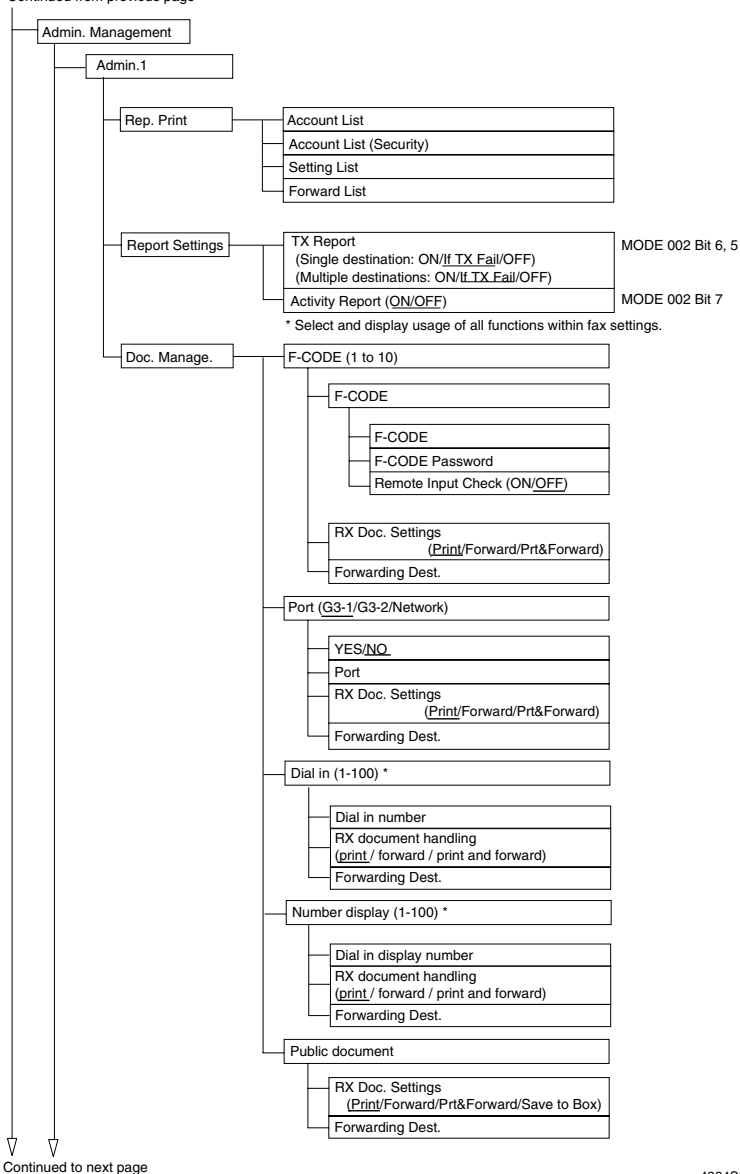 Continued from previous page
Admin. Management
Admin.1
Rep. Print
Account List
Account List (Security)
Setting List
Forward List
Report Settings
TX Report
(Single destination: ON/If TX Fail/OFF)
(Multiple destinations: ON/If TX Eail/OFF)
MODE 002 Bit 6, 5
Activity Report (ON/OFF)
MODE 002 Bit 7
* Select and display usage of all functions within fax settings.
Doc. Manage.
F-CODE (1 to 10)
F-CODE
F-CODE
F-CODE Password
Remote Input Check (ON/OFF)
RX Doc. Settings
(Print/Forward/Prt&Forward)
Forwarding Dest.
Port (G3-1/G3-2/Network)
YES/NO
Port
RX Doc. Settings
(Print/Forward/Prt&Forward)
Forwarding Dest.
Dial in (1-100) *
Dial in number
RX document handling
(print / forward / print and forward)
Forwarding Dest.
Number display (1-100) *
Dial in display number
RX document handling
(print / forward / print and forward)
Forwarding Dest.
Public document
RX Doc. Settings
(Print/Forward/Prt&Forward/Save to Box)
Forwarding Dest.
Continued to next page